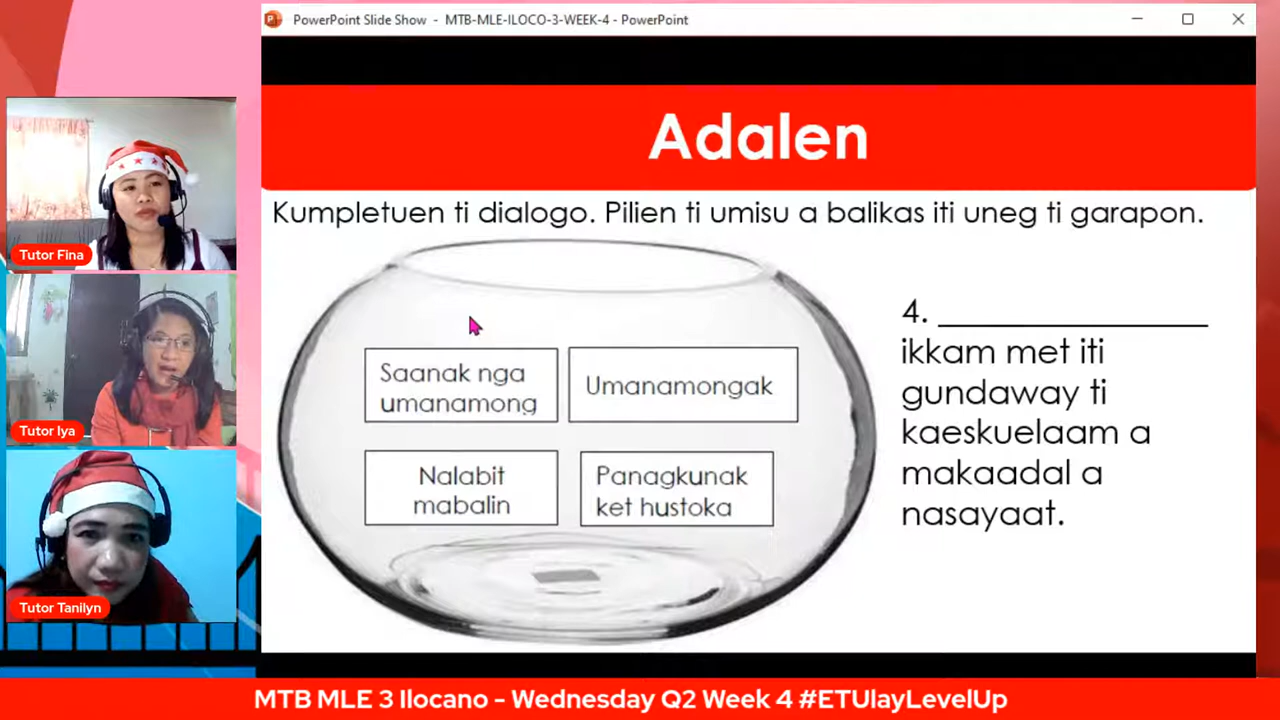 PowerPoint Slide Show - MTB-MLE-ILOCO-3-WEEK-4 - PowerPoint
Adalen
Kumpletuen ti dialogo. Pilien ti umisu a balikas iti uneg ti garapon.
Saanak nga
umanamong
Umanamongak
Nalabit
mabalin
Panagkunak
ket hustoka
4. _______________
ikkam met iti
gundaway ti
kaeskuelaam a
makaadal a
nasayaat.
Tutor Fina
Tutor Iya
Tutor Tanilyn
MTB MLE 3 Ilocano - Wednesday Q2 Week 4 #ETUlayLevelUp